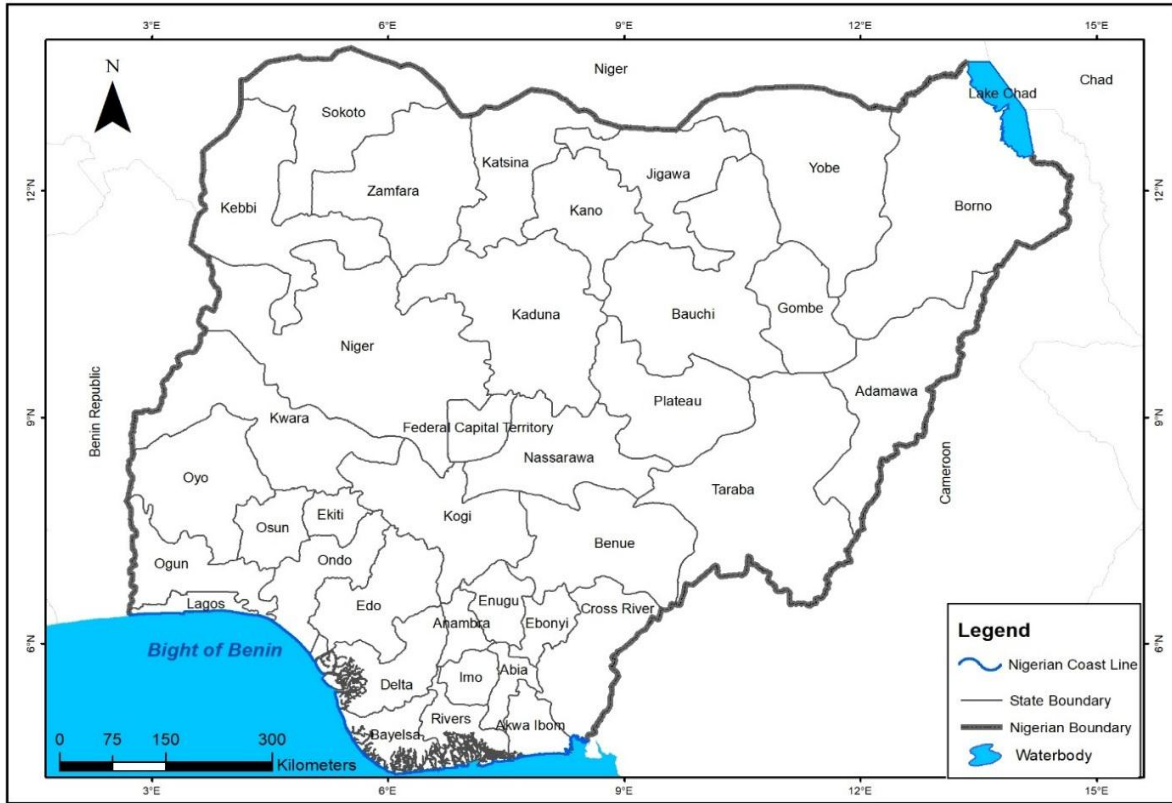 3°E 6°E 9°E 12°E 15°E
N
Niger
Chad
Lake Chad
Sokoto
Katsina
Jigawa
Yobe
Zamfara
12°N 12°N
Kebbi
Kano
Borno
Kaduna
Bauchi
Gombe
Niger
Benin Republic
Adamawa
Plateau
9°N 9°N
Kwara
Federal Capital Territory
Nassarawa
Cameroon
Oyo
Taraba
Kogi
Osun
Ekiti
Benue
Ogun
Ondo
Lagos
Edo
Enugu
Cross River
Anambra
Ebonyi
6°N 6°N
Bight of Benin
Abia
Imo
Delta
Rivers
Akwa Ibom
Bayelsa
0 75 150 300
Kilometers
Legend
Nigerian Coast Line
State Boundary
Nigerian Boundary
Waterbody
3°E 6°E 9°E 12°E 15°E